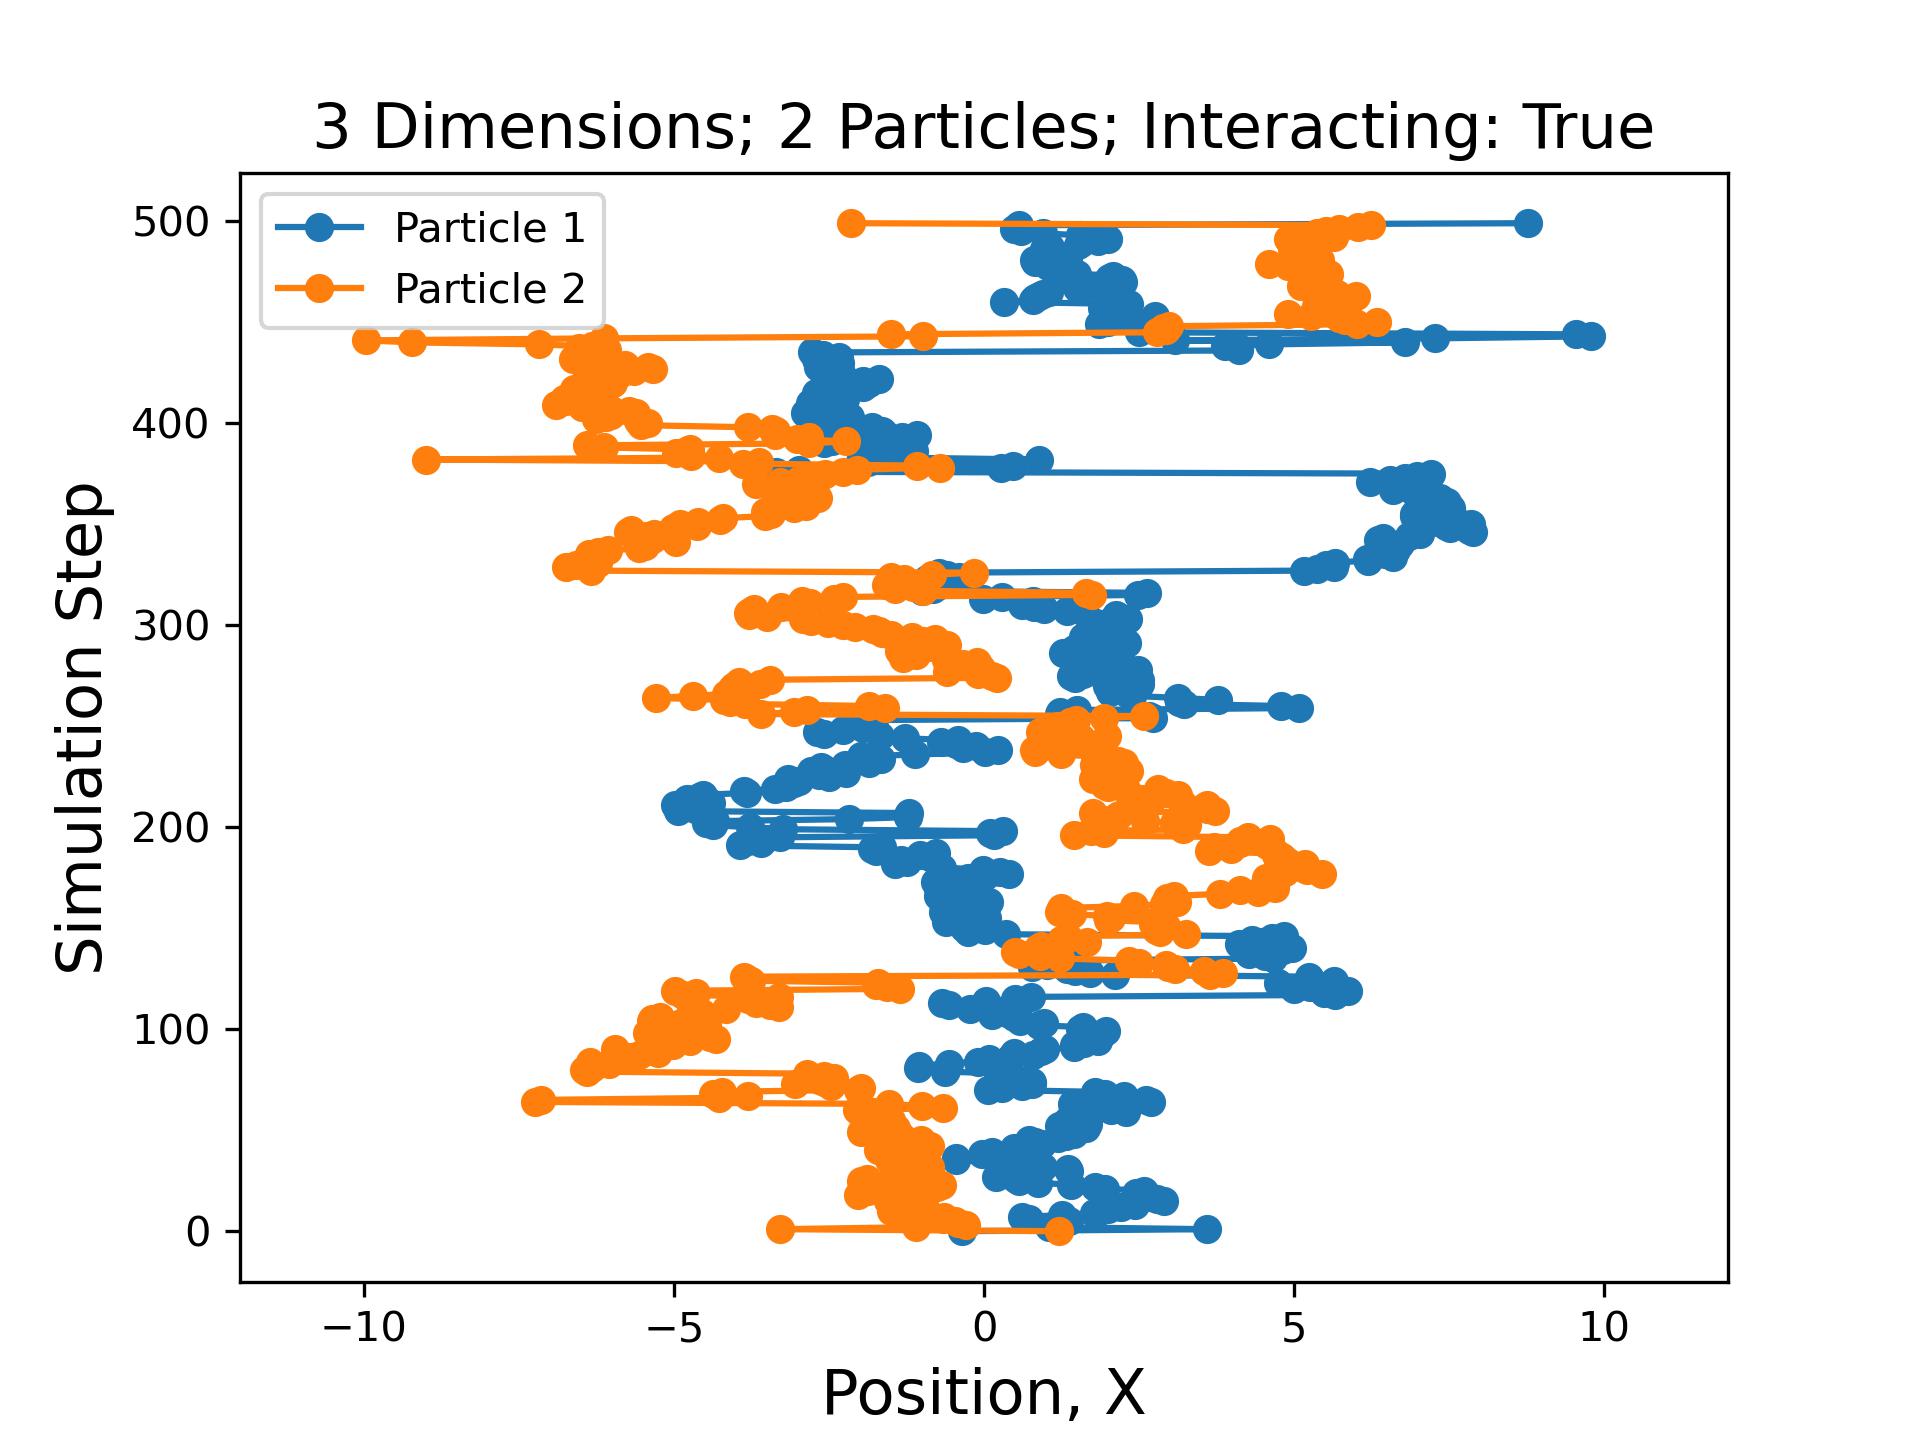 3 Dimensions; 2 Particles; Interacting: True
Particle 1
Particle 2
Simulation Step
500
400
300
200
100
0
−10
−5
0
5
10
Position, X